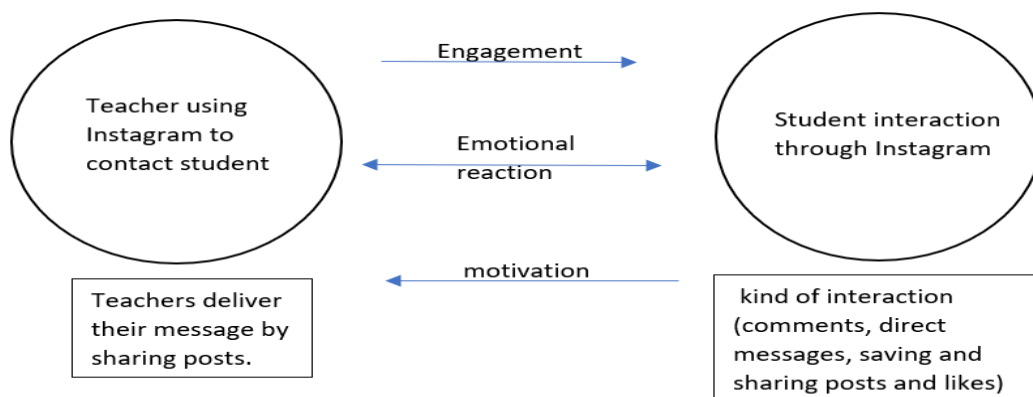 Engagement
Teacher using
Instagram to
contact student
Emotional
reaction
Student interaction
through Instagram
motivation
Teachers deliver
their message by
sharing posts.
kind of interaction
(comments, direct
messages, saving and
sharing posts and likes)